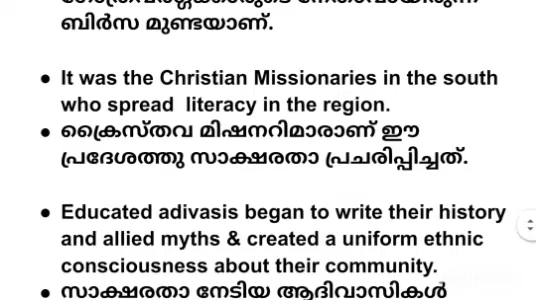 ബിർസ മുണ്ടയാണ്.
● It was the Christian Missionaries in the south
who spread literacy in the region.
● ക്രൈസ്തവ മിഷനറിമാരാണ് ഈ
പ്രദേശത്തു സാക്ഷരതാ പ്രചരിപ്പിച്ചത്.
● Educated adivasis began to write their history
and allied myths & created a uniform ethnic
consciousness about their community.
● സാക്ഷരതാ നേടിയ ആദിവാസികൾ